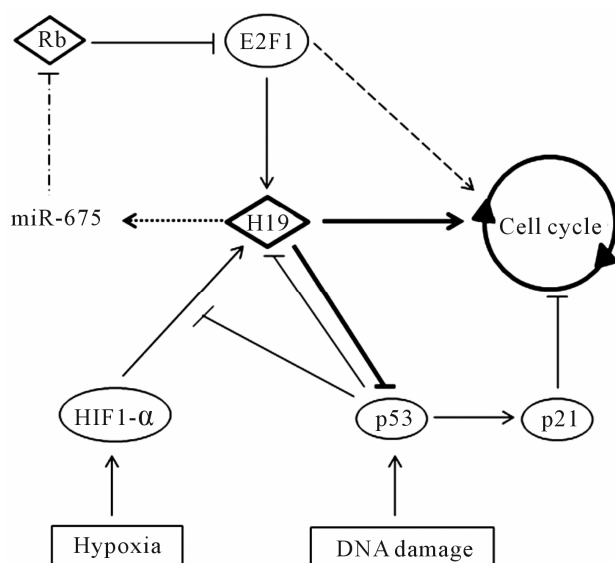 Rb
E2F1
miR-675
H19
Cell cycle
HIF1-α
p53
p21
Hypoxia
DNA damage